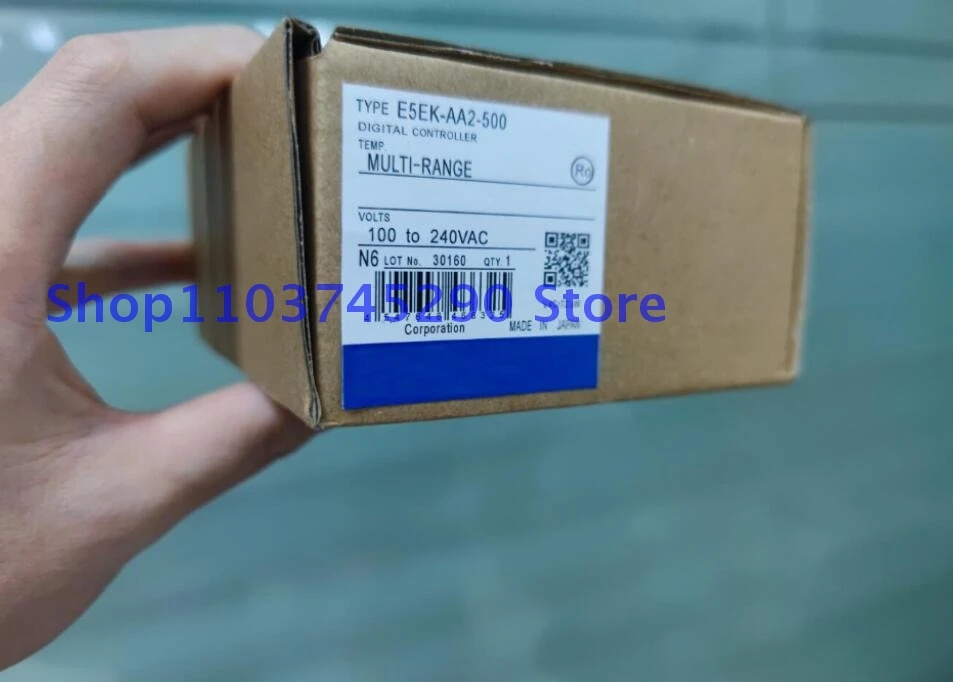 TYPE E5EK-AA2-500
DIGITAL CONTROLLER
TEMP.
MULTI-RANGE
Ro
VOLTS
100 to 240VAC
N6 LOT No. 30160 QTY. 1
Shop1103745290 Store
Corporation MADE IN JAPAN